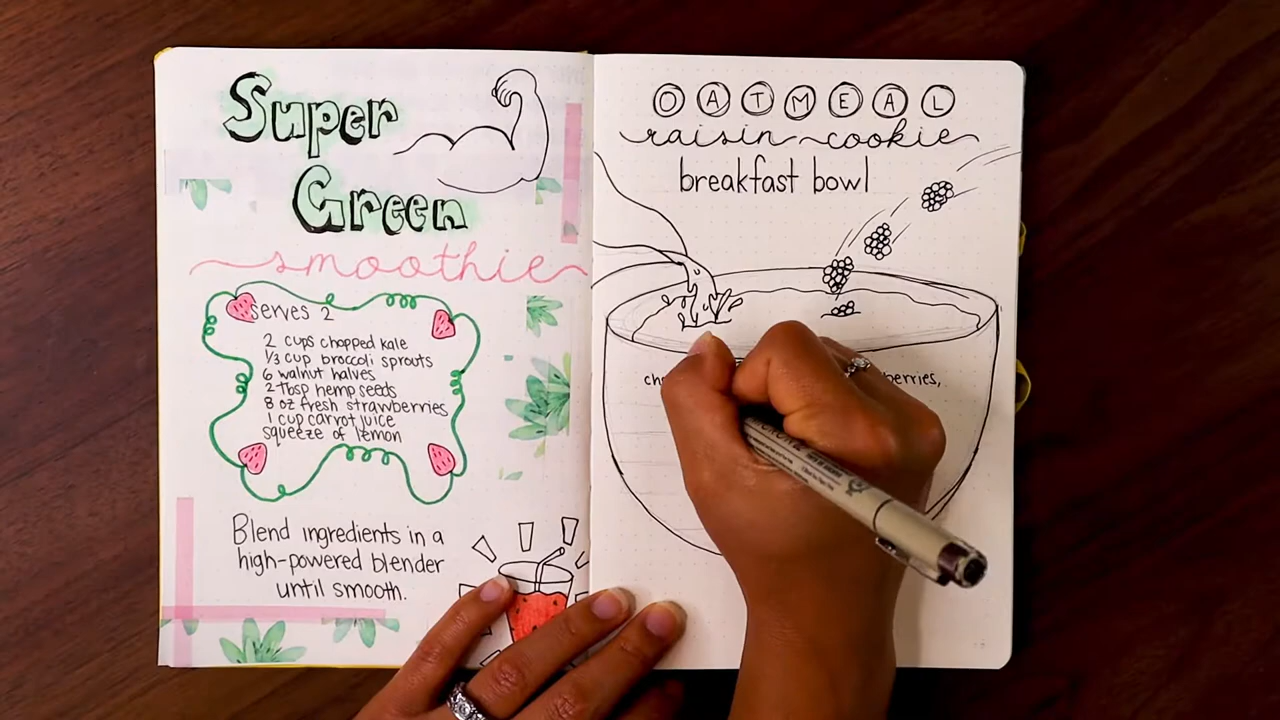 Super
Green
smoothie
serves 2
2 cups chopped kale
1/3 cup broccoli sprouts
6 walnut halves
2 Tbsp hemp seeds
8 oz fresh strawberries
1 cup carrot juice
squeeze of lemon
Blend ingredients in a
high-powered blender
until smooth.
OATMEAL
raisin cookie
breakfast bowl